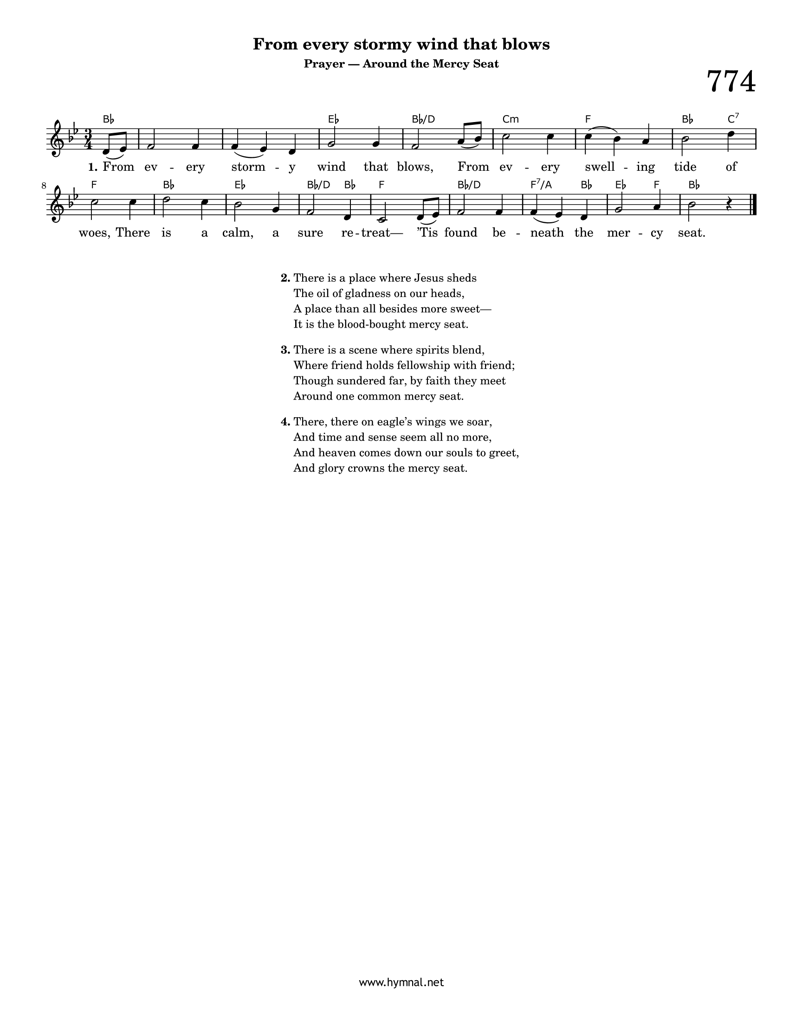 From every stormy wind that blows
Prayer — Around the Mercy Seat
774
B♭ E♭ B♭/D Cm F B♭ C7
3
4
1. From ev - ery storm - y wind that blows, From ev - ery swell - ing tide of
8
F B♭ E♭ B♭/D B♭ F B♭/D F7/A B♭ E♭ F B♭
woes, There is a calm, a sure re - treat— ’Tis found be - neath the mer - cy seat.
2. There is a place where Jesus sheds
The oil of gladness on our heads,
A place than all besides more sweet—
It is the blood-bought mercy seat.
3. There is a scene where spirits blend,
Where friend holds fellowship with friend;
Though sundered far, by faith they meet
Around one common mercy seat.
4. There, there on eagle’s wings we soar,
And time and sense seem all no more,
And heaven comes down our souls to greet,
And glory crowns the mercy seat.
www.hymnal.net